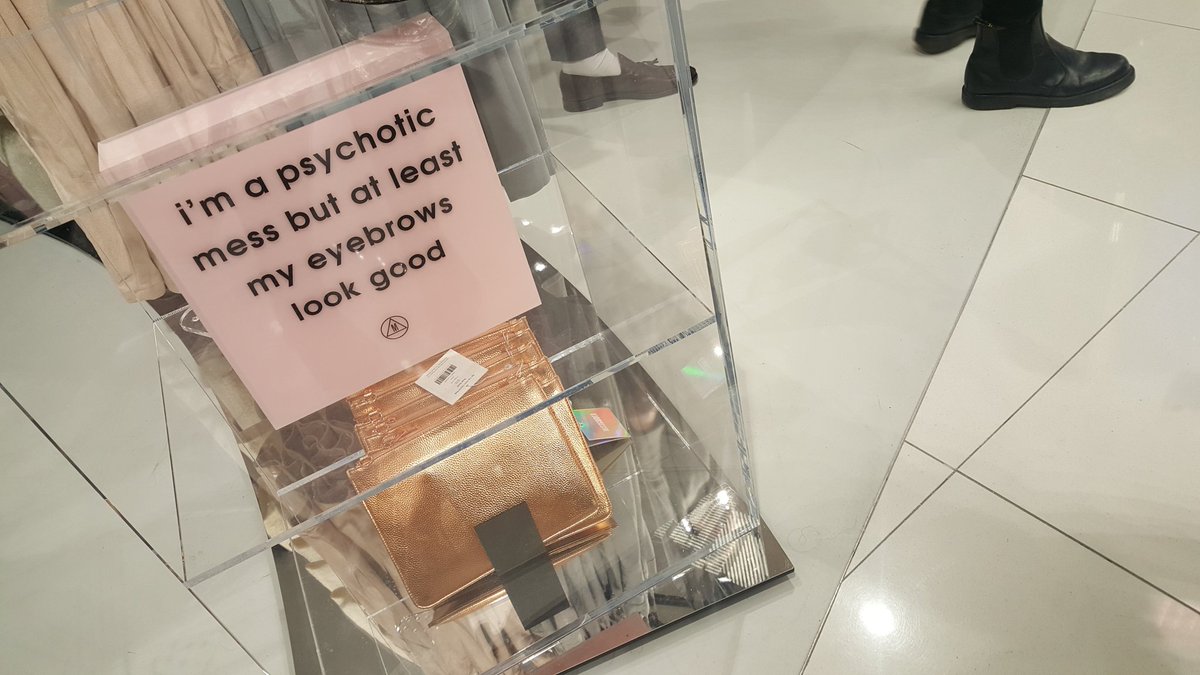 i'm a psychotic
mess but at least
my eyebrows
look good
M